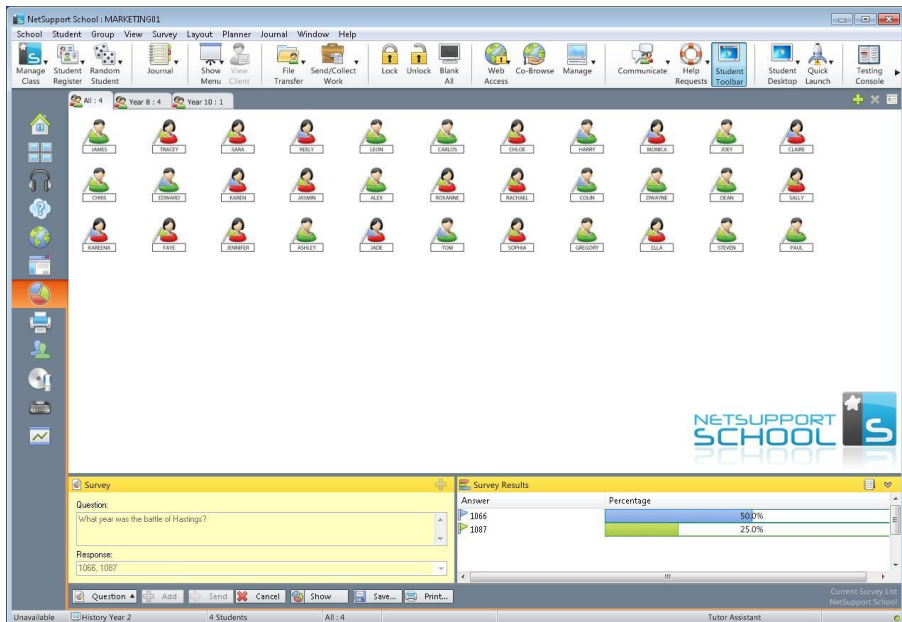 NetSupport School : MARKETING01
School Student Group View Survey Layout Planner Journal Window Help
Manage Class
Student Register
Random Student
Journal
Show Menu
View Client
File Transfer
Send/Collect Work
Lock
Unlock
Blank All
Web Access
Co-Browse
Manage
Communicate
Help Requests
Student Toolbar
Student Desktop
Quick Launch
Testing Console
All : 4
Year 8 : 4
Year 10 : 1
JAMES TRACEY SARA KEELY LEON CARLOS CHLOE HARRY MONICA JOEY CLAIRE
CHRIS EDWARD KAREN JASMIN ALEX ROXANNE RACHAEL COLIN DWAYNE DEAN SALLY
KAREENA FAYE JENNIFER ASHLEY JADE TOM SOPHIA GREGORY ELLA STEVEN PAUL
NETSUPPORT
SCHOOL
S
Survey
Question:
What year was the battle of Hastings?
Response:
1066, 1087
Survey Results
Answer Percentage
1066 50.0%
1087 25.0%
Question Add Send Cancel Show Save... Print...
Current Survey List
NetSupport School
Unavailable History Year 2 4 Students All : 4 Tutor Assistant